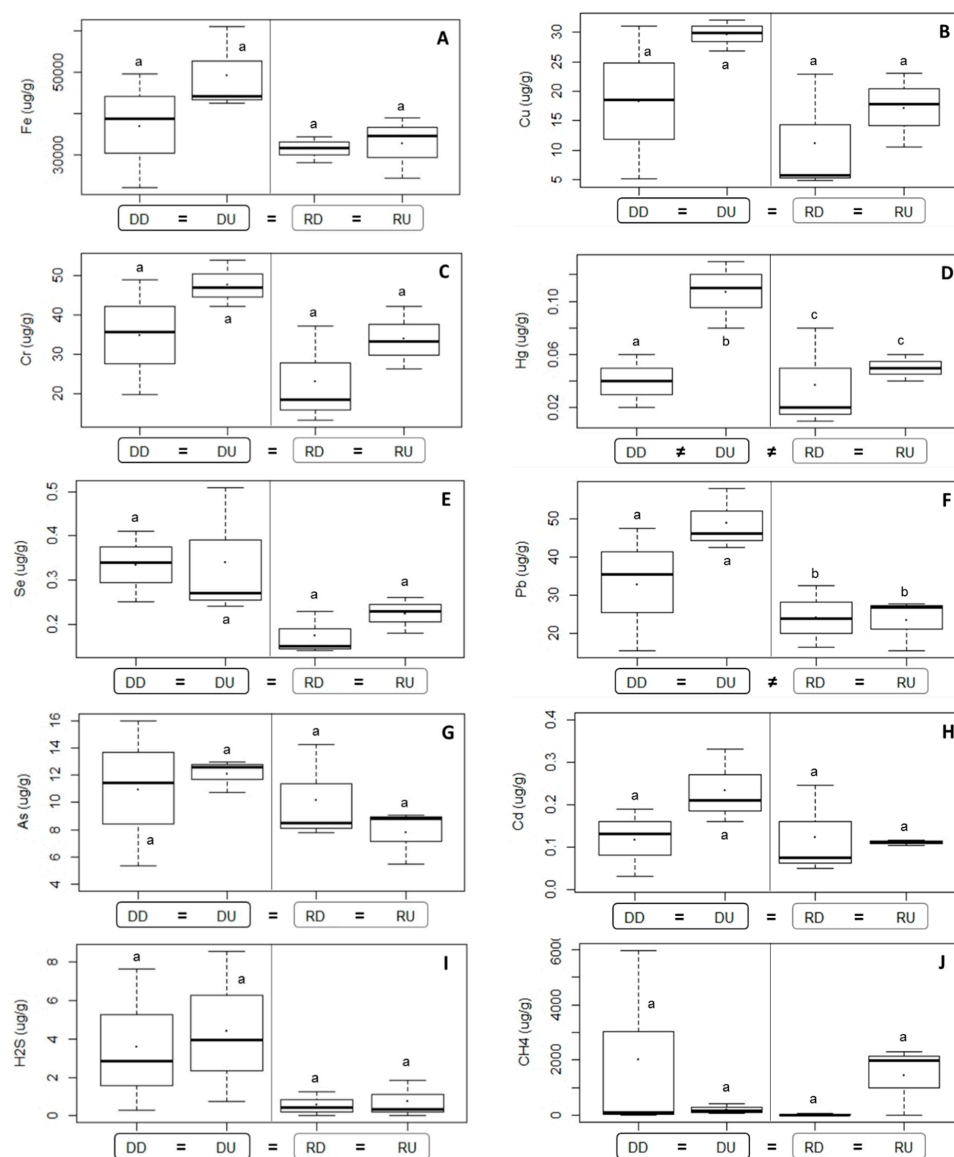 A
Fe (ug/g)
50000
30000
a
a
a
a
DD = DU = RD = RU
B
Cu (ug/g)
30
25
20
15
10
5
a
a
a
a
DD = DU = RD = RU
C
Cr (ug/g)
50
40
30
20
a
a
a
a
DD = DU = RD = RU
D
Hg (ug/g)
0.10
0.06
0.02
a
b
c
c
DD ≠ DU ≠ RD = RU
E
Se (ug/g)
0.5
0.4
0.3
0.2
a
a
a
a
DD = DU = RD = RU
F
Pb (ug/g)
50
40
30
20
a
a
b
b
DD = DU ≠ RD = RU
G
As (ug/g)
16
14
12
10
8
6
4
a
a
a
a
DD = DU = RD = RU
H
Cd (ug/g)
0.4
0.3
0.2
0.1
0.0
a
a
a
a
DD = DU = RD = RU
I
H2S (ug/g)
8
6
4
2
0
a
a
a
a
DD = DU = RD = RU
J
CH4 (ug/g)
6000
4000
2000
0
a
a
a
a
DD = DU = RD = RU